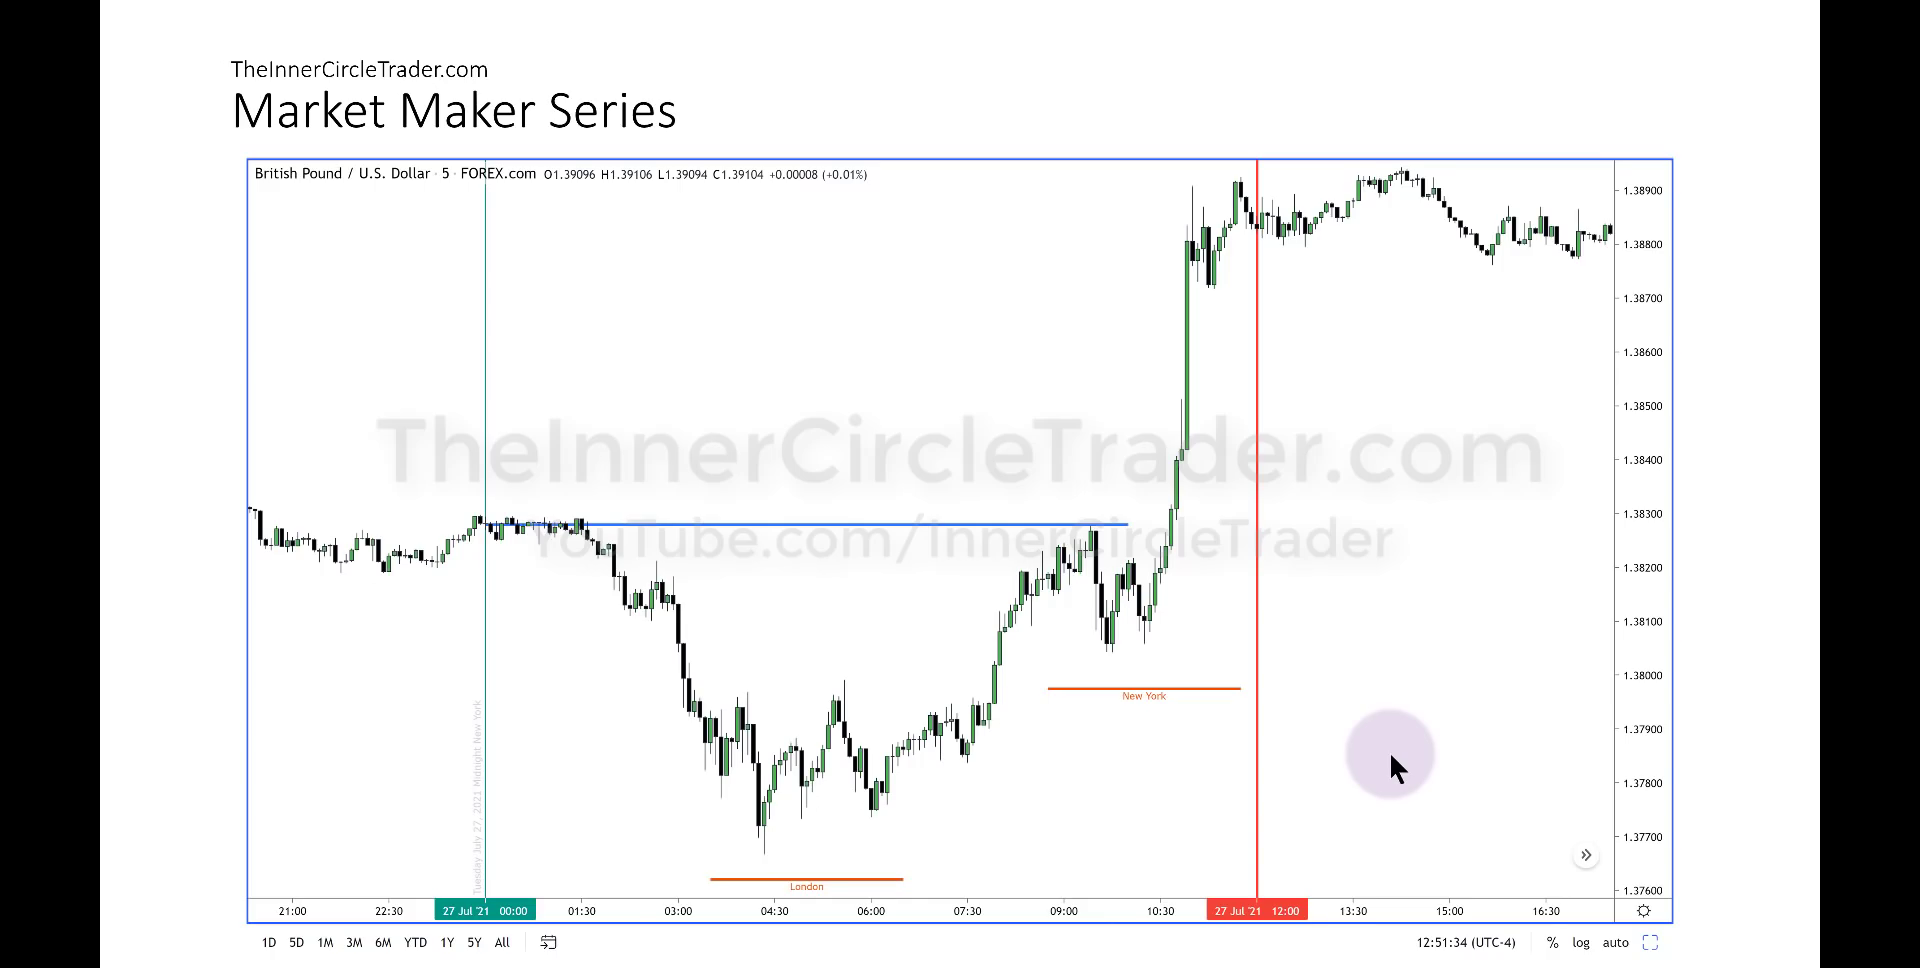 TheInnerCircleTrader.com
Market Maker Series
British Pound / U.S. Dollar · 5 · FOREX.com O1.39096 H1.39106 L1.39094 C1.39104 +0.00008 (+0.01%)
1.38900
1.38800
1.38700
1.38600
1.38500
TheInnerCircleTrader.com
1.38400
1.38300
YouTube.com/InnerCircleTrader
1.38200
1.38100
1.38000
New York
1.37900
Tuesday July 27, 2021 Midnight New York
1.37800
1.37700
London
1.37600
21:00 22:30 27 Jul '21 00:00 01:30 03:00 04:30 06:00 07:30 09:00 10:30 27 Jul '21 12:00 13:30 15:00 16:30
1D 5D 1M 3M 6M YTD 1Y 5Y All 12:51:34 (UTC-4) % log auto